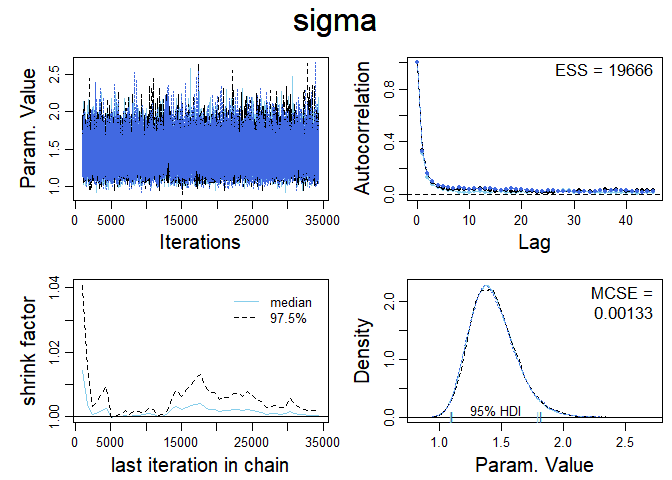 sigma
Param. Value
1.0 1.5 2.0 2.5
0 5000 15000 25000 35000
Iterations
Autocorrelation
0.0 0.4 0.8
ESS = 19666
0 10 20 30 40
Lag
shrink factor
1.00 1.02 1.04
median
97.5%
0 5000 15000 25000 35000
last iteration in chain
Density
0.0 1.0 2.0
MCSE =
0.00133
95% HDI
1.0 1.5 2.0 2.5
Param. Value